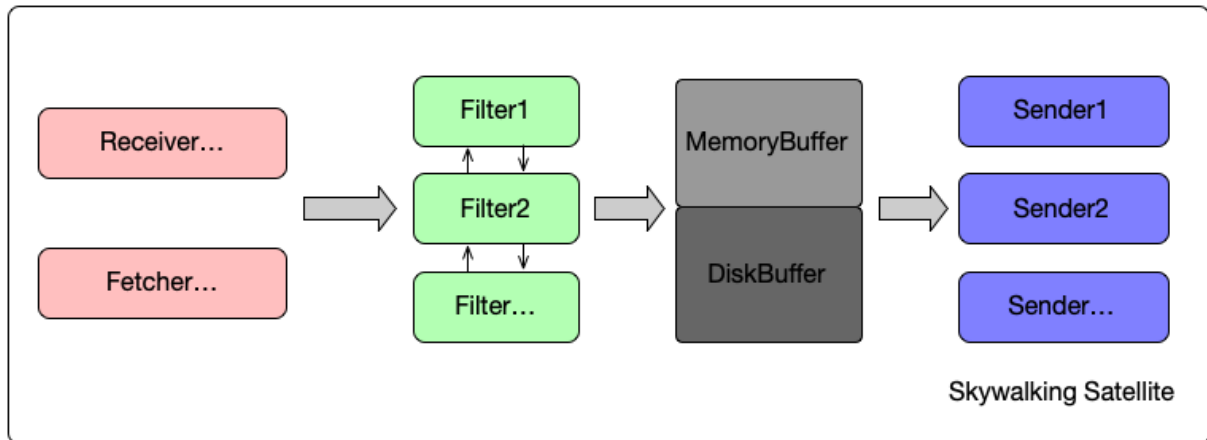 Receiver…
Fetcher…
Filter1
Filter2
Filter…
MemoryBuffer
DiskBuffer
Sender1
Sender2
Sender…
Skywalking Satellite